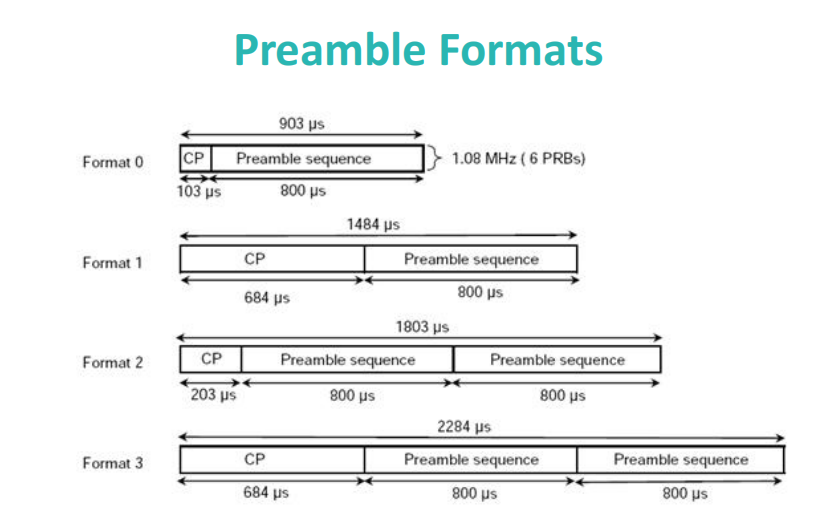 Preamble Formats
903 µs
Format 0 CP Preamble sequence 1.08 MHz ( 6 PRBs)
103 µs 800 µs
1484 µs
Format 1 CP Preamble sequence
684 µs 800 µs
1803 µs
Format 2 CP Preamble sequence Preamble sequence
203 µs 800 µs 800 µs
2284 µs
Format 3 CP Preamble sequence Preamble sequence
684 µs 800 µs 800 µs